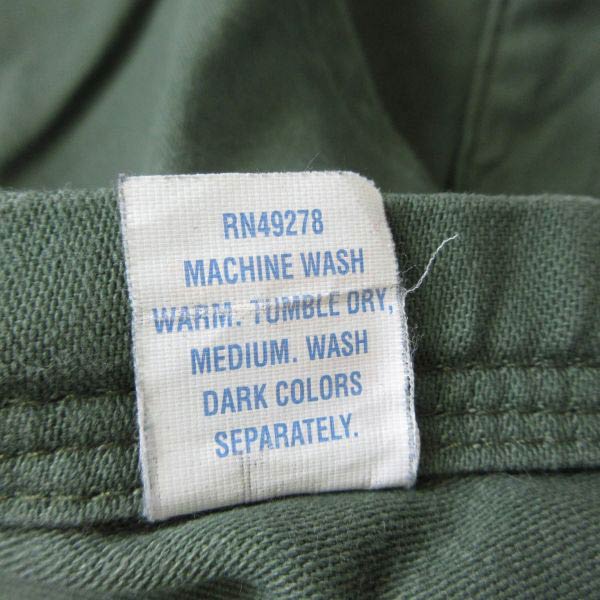 RN49278
MACHINE WASH
WARM. TUMBLE DRY,
MEDIUM. WASH
DARK COLORS
SEPARATELY.